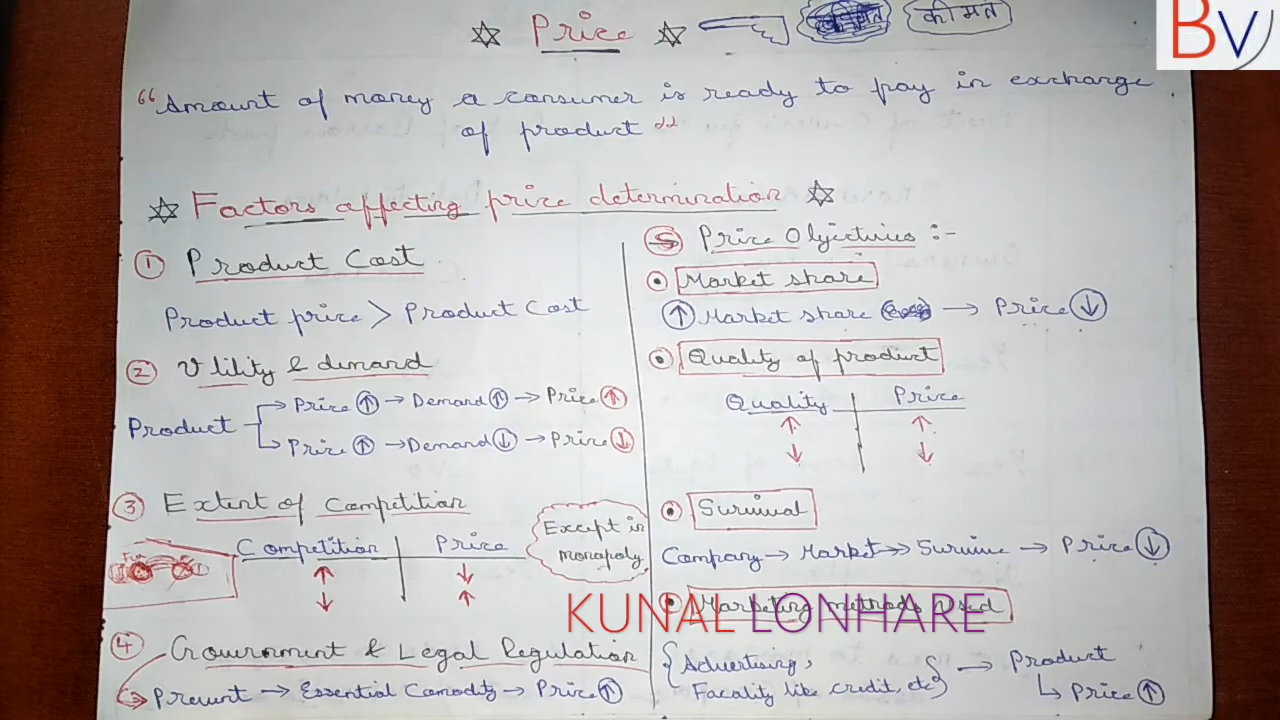 ☆ Price ☆ कीमत
BV
"Amount of money a consumer is ready to pay in exchange
of product"
☆ Factors affecting price determination ☆
① Product Cost
Product price > Product Cost
② Utility & demand
Product → Price ↑ → Demand ↑ → Price ↑
→ Price ↑ → Demand ↓ → Price ↓
③ Extent of Competition
Competition | Price
↑ ↓
↓ ↑
Except in
monopoly
④ Government & Legal Regulation
→ Prevent → Essential Comodity → Price ↑
⑤ Price Objectives :-
• Market share
↑ Market share → Price ↓
• Quality of product
Quality | Price
↑ ↑
↓ ↓
• Survival
Company → Market → Survive → Price ↓
• Marketing methods used
KUNAL LONHARE
{Advertising, 
Facality like credit, etc} → Product
↳ Price ↑